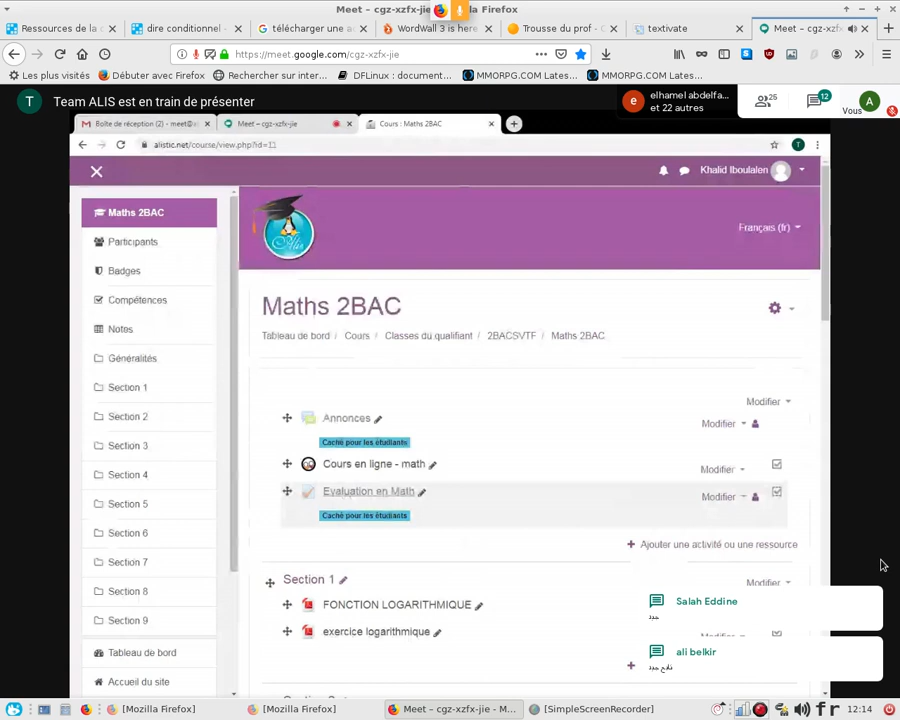 Meet – cgz-xzfx-jie — Mozilla Firefox
Ressources de la c
dire conditionnel -
télécharger une ar
WordWall 3 is here
Trousse du prof -
textivate
Meet – cgz-xzfx-j
https://meet.google.com/cgz-xzfx-jie
Les plus visités
Débuter avec Firefox
Rechercher sur inter...
DFLinux : document...
MMORPG.COM Lates...
MMORPG.COM Lates...
T Team ALIS est en train de présenter
e elhamel abdelfa...
et 22 autres
25
12
A
Vous
Boîte de réception (2) - meet@
Meet – cgz-xzfx-jie
Cours : Maths 2BAC
alistic.net/course/view.php?id=11
T
Khalid Iboulalen
Maths 2BAC
Participants
Badges
Compétences
Notes
Généralités
Section 1
Section 2
Section 3
Section 4
Section 5
Section 6
Section 7
Section 8
Section 9
Tableau de bord
Accueil du site
Alis
Français (fr)
Maths 2BAC
Tableau de bord / Cours / Classes du qualifiant / 2BACSVTF / Maths 2BAC
Modifier
Annonces
Modifier
Caché pour les étudiants
Cours en ligne - math
Modifier
Evaluation en Math
Modifier
Caché pour les étudiants
+ Ajouter une activité ou une ressource
Section 1
Modifier
FONCTION LOGARITHMIQUE
exercice logarithmique
Salah Eddine
ali belkir
[Mozilla Firefox]
[Mozilla Firefox]
Meet – cgz-xzfx-jie - M...
[SimpleScreenRecorder]
fr
12:14